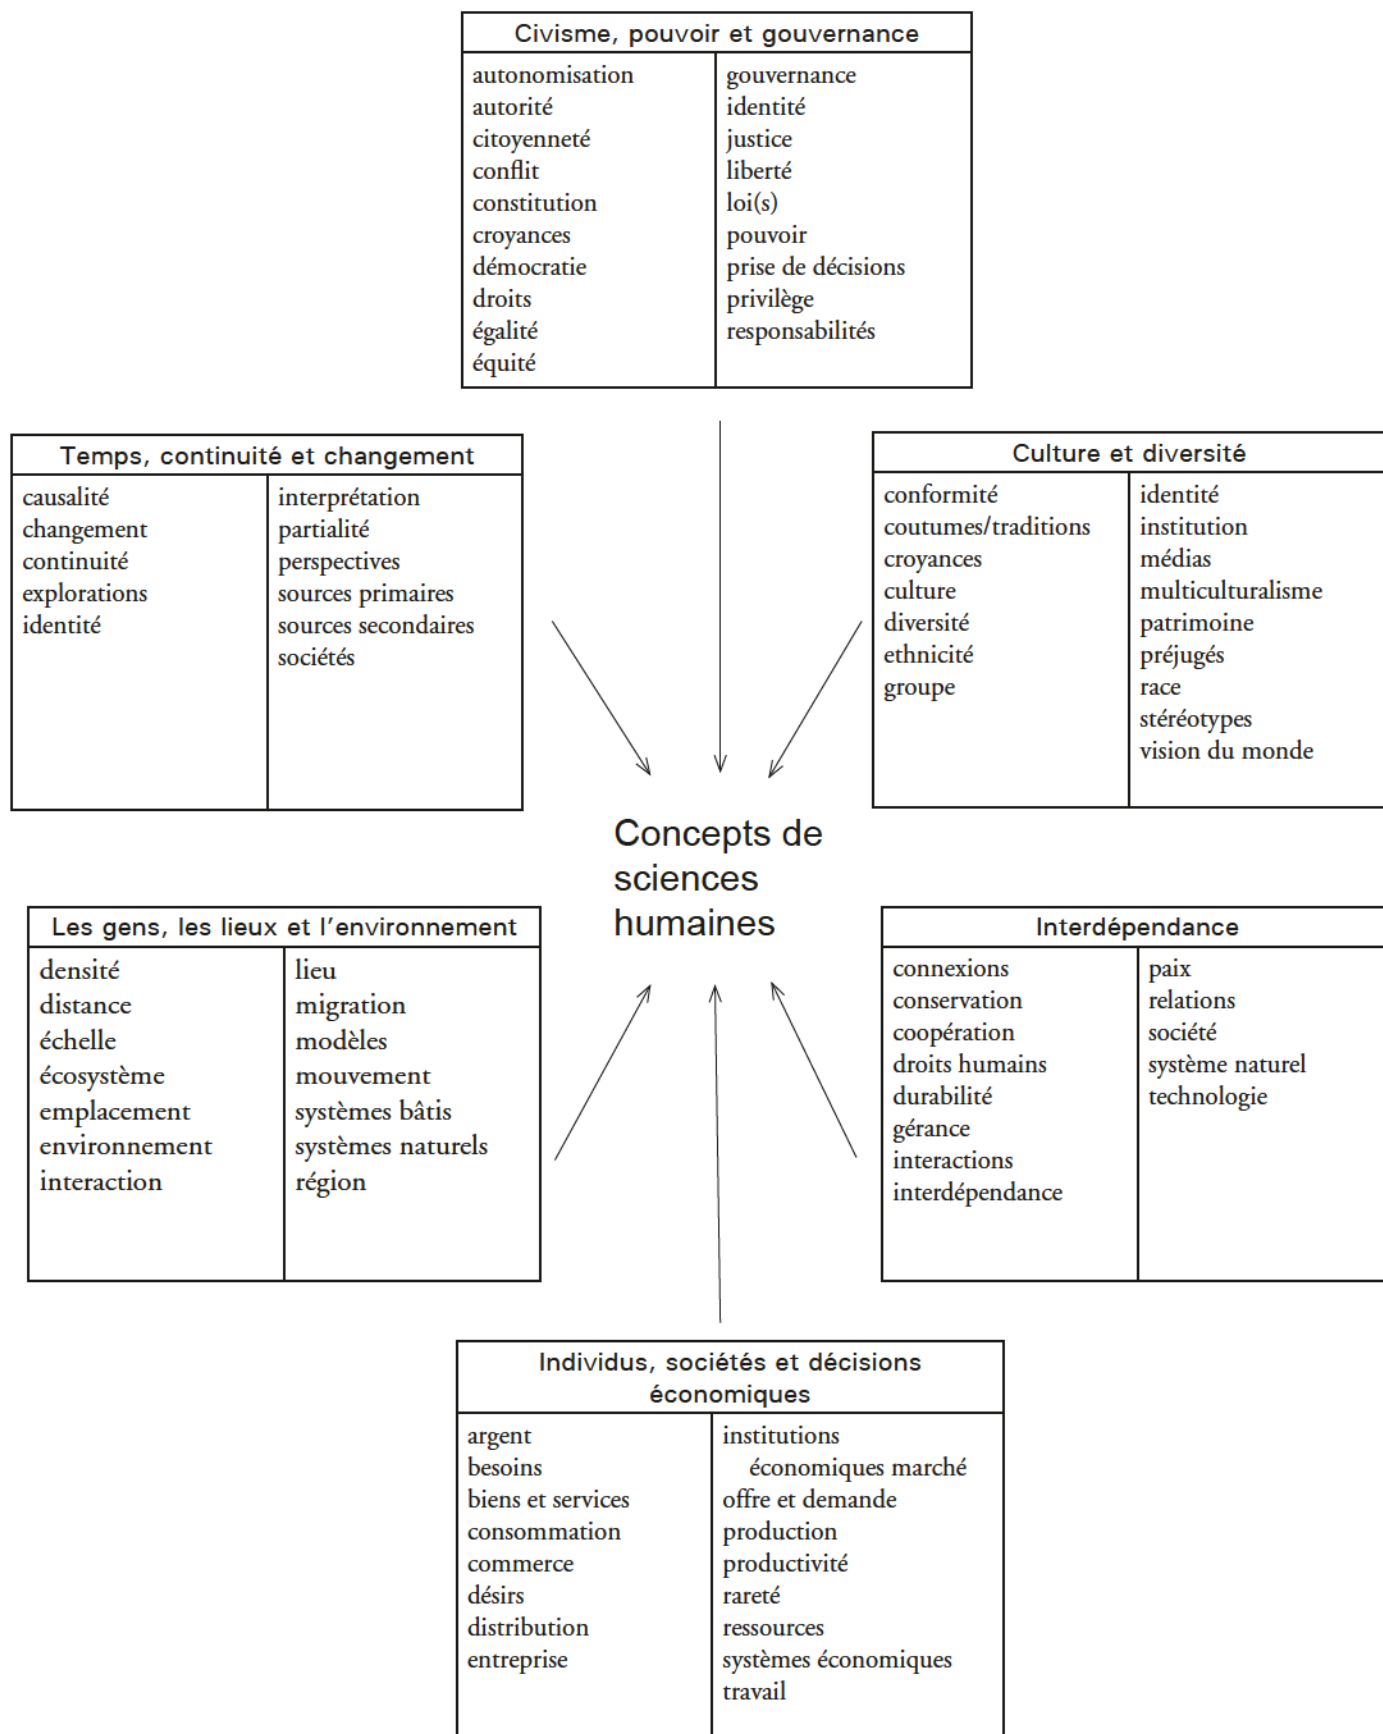 Civisme, pouvoir et gouvernance
autonomisation
autorité
citoyenneté
conflit
constitution
croyances
démocratie
droits
égalité
équité
gouvernance
identité
justice
liberté
loi(s)
pouvoir
prise de décisions
privilège
responsabilités
Temps, continuité et changement
causalité
changement
continuité
explorations
identité
interprétation
partialité
perspectives
sources primaires
sources secondaires
sociétés
Culture et diversité
conformité
coutumes/traditions
croyances
culture
diversité
ethnicité
groupe
identité
institution
médias
multiculturalisme
patrimoine
préjugés
race
stéréotypes
vision du monde
Concepts de
sciences
humaines
Les gens, les lieux et l'environnement
densité
distance
échelle
écosystème
emplacement
environnement
interaction
lieu
migration
modèles
mouvement
systèmes bâtis
systèmes naturels
région
Interdépendance
connexions
conservation
coopération
droits humains
durabilité
gérance
interactions
interdépendance
paix
relations
société
système naturel
technologie
Individus, sociétés et décisions
économiques
argent
besoins
biens et services
consommation
commerce
désirs
distribution
entreprise
institutions
économiques marché
offre et demande
production
productivité
rareté
ressources
systèmes économiques
travail